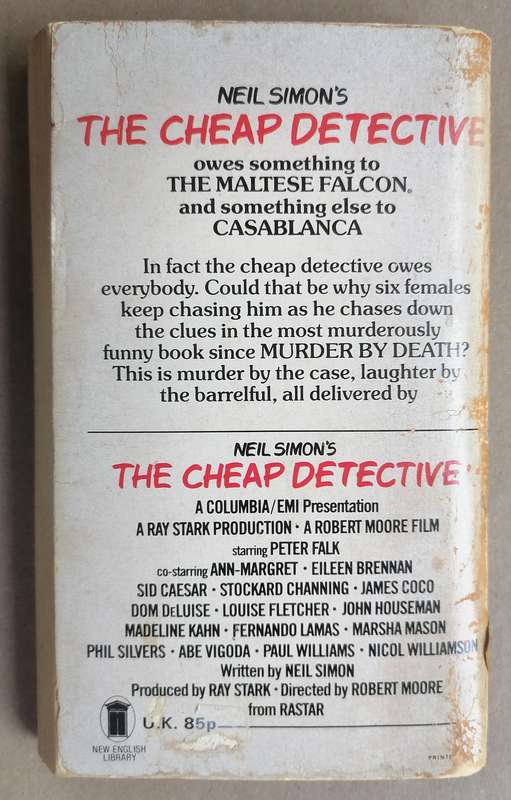 NEIL SIMON'S
THE CHEAP DETECTIVE
owes something to
THE MALTESE FALCON.
and something else to
CASABLANCA
In fact the cheap detective owes
everybody. Could that be why six females
keep chasing him as he chases down
the clues in the most murderously
funny book since MURDER BY DEATH?
This is murder by the case, laughter by
the barrelful, all delivered by
NEIL SIMON'S
THE CHEAP DETECTIVE
A COLUMBIA/EMI Presentation
A RAY STARK PRODUCTION · A ROBERT MOORE FILM
starring PETER FALK
co-starring ANN-MARGRET · EILEEN BRENNAN
SID CAESAR · STOCKARD CHANNING · JAMES COCO
DOM DeLUISE · LOUISE FLETCHER · JOHN HOUSEMAN
MADELINE KAHN · FERNANDO LAMAS · MARSHA MASON
PHIL SILVERS · ABE VIGODA · PAUL WILLIAMS · NICOL WILLIAMSON
Written by NEIL SIMON
Produced by RAY STARK · Directed by ROBERT MOORE
from RASTAR
U.K. 85p
NEW ENGLISH
LIBRARY